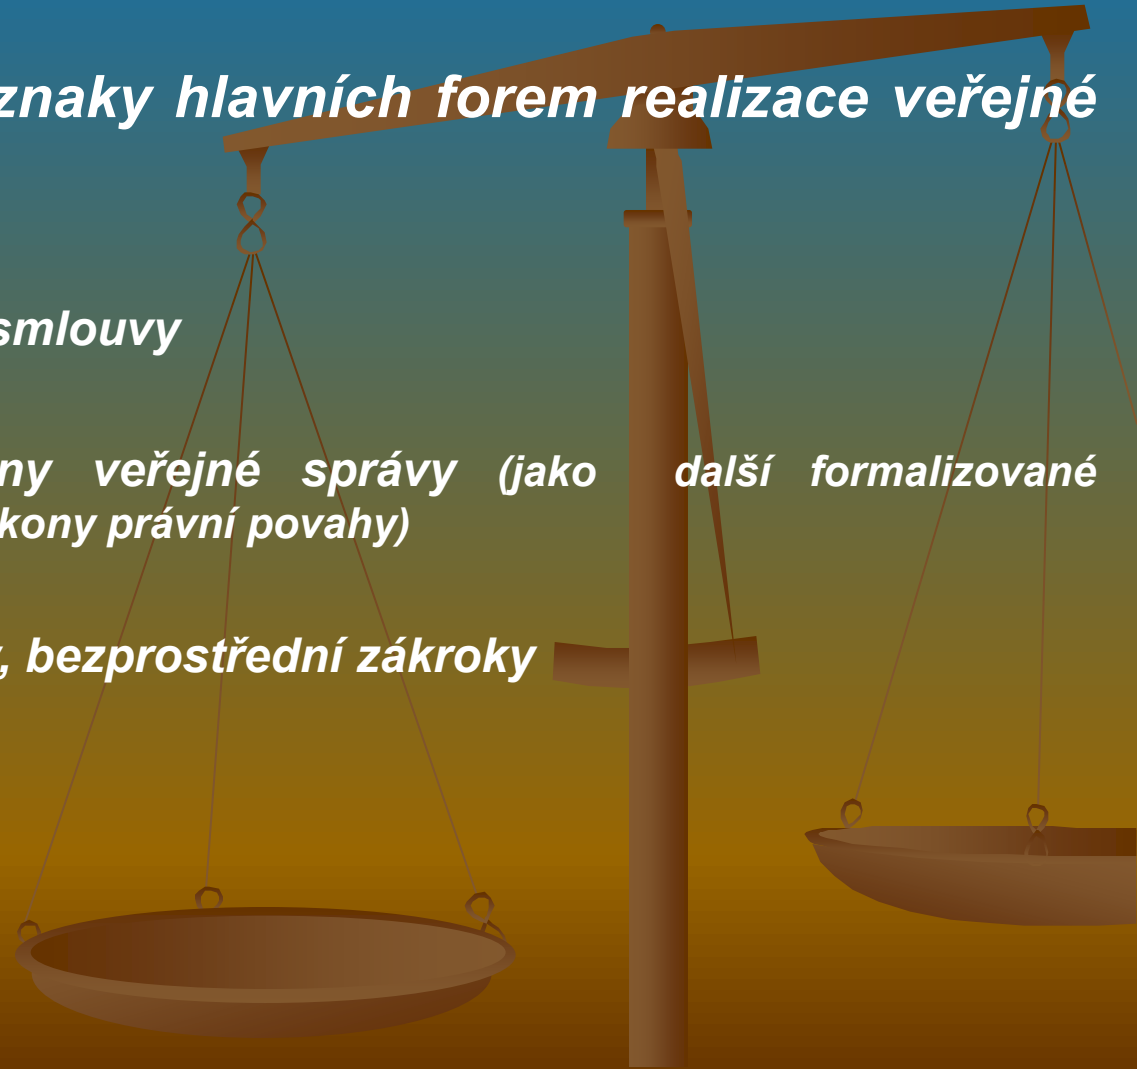 znaky hlavních forem realizace veřejné
smlouvy
ny veřejné správy (jako další formalizované
kony právní povahy)
, bezprostřední zákroky